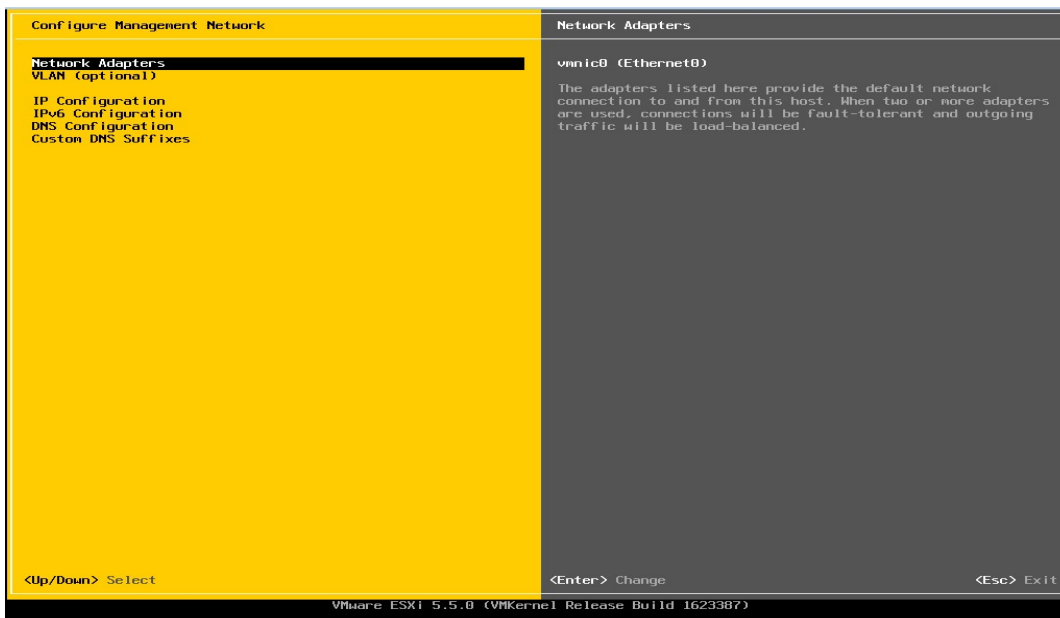 Configure Management Network
Network Adapters
VLAN (optional)
IP Configuration
IPv6 Configuration
DNS Configuration
Custom DNS Suffixes
<Up/Down> Select
Network Adapters
vmnic0 (Ethernet0)
The adapters listed here provide the default network
connection to and from this host. When two or more adapters
are used, connections will be fault-tolerant and outgoing
traffic will be load-balanced.
<Enter> Change
<Esc> Exit
VMware ESXi 5.5.0 (VMKernel Release Build 1623387)